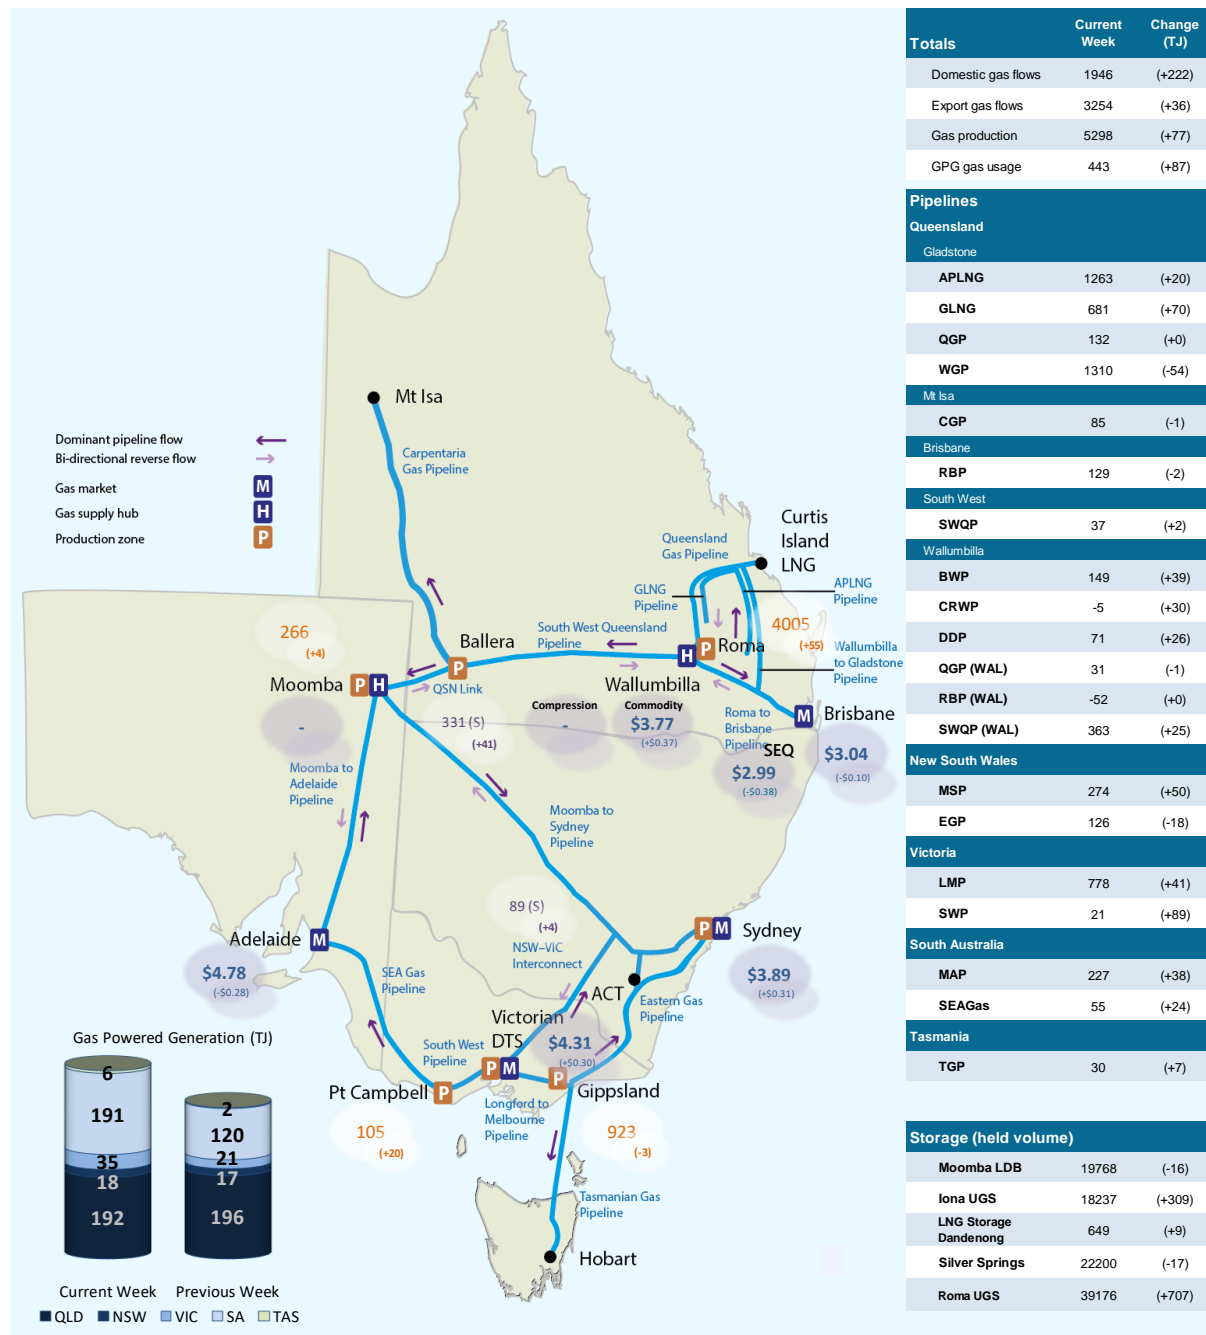 Mt Isa
Dominant pipeline flow
Bi-directional reverse flow
Gas market M
Gas supply hub H
Production zone P
Carpentaria
Gas Pipeline
Curtis
Island
LNG
Queensland
Gas Pipeline
GLNG
Pipeline
APLNG
Pipeline
4005
(+55)
Wallumbilla
to Gladstone
Pipeline
South West Queensland
Pipeline
266
(+4)
Ballera
P
QSN Link
H P Roma
Moomba P H
Wallumbilla
M Brisbane
-
331 (S)
(+41)
Compression
-
Commodity
$3.77
(+$0.37)
Roma to
Brisbane
Pipeline
SEQ
$2.99
(-$0.38)
$3.04
(-$0.10)
Moomba to
Adelaide
Pipeline
Moomba to
Sydney
Pipeline
89 (S)
(+4)
NSW–VIC
Interconnect
P M Sydney
$3.89
(+$0.31)
Adelaide M
$4.78
(-$0.28)
SEA Gas
Pipeline
ACT
Eastern Gas
Pipeline
Victorian
DTS
$4.31
(+$0.30)
South West
Pipeline
P M
P
Gippsland
Pt Campbell P
105
(+20)
Longford to
Melbourne
Pipeline
923
(-3)
Tasmanian Gas
Pipeline
Hobart
Gas Powered Generation (TJ)
6
191
35
18
192
2
120
21
17
196
Current Week Previous Week
QLD NSW VIC SA TAS
Totals Current Week Change (TJ)
Domestic gas flows 1946 (+222)
Export gas flows 3254 (+36)
Gas production 5298 (+77)
GPG gas usage 443 (+87)
Pipelines
Queensland
Gladstone
APLNG 1263 (+20)
GLNG 681 (+70)
QGP 132 (+0)
WGP 1310 (-54)
Mt Isa
CGP 85 (-1)
Brisbane
RBP 129 (-2)
South West
SWQP 37 (+2)
Wallumbilla
BWP 149 (+39)
CRWP -5 (+30)
DDP 71 (+26)
QGP (WAL) 31 (-1)
RBP (WAL) -52 (+0)
SWQP (WAL) 363 (+25)
New South Wales
MSP 274 (+50)
EGP 126 (-18)
Victoria
LMP 778 (+41)
SWP 21 (+89)
South Australia
MAP 227 (+38)
SEAGas 55 (+24)
Tasmania
TGP 30 (+7)
Storage (held volume)
Moomba LDB 19768 (-16)
Iona UGS 18237 (+309)
LNG Storage
Dandenong 649 (+9)
Silver Springs 22200 (-17)
Roma UGS 39176 (+707)